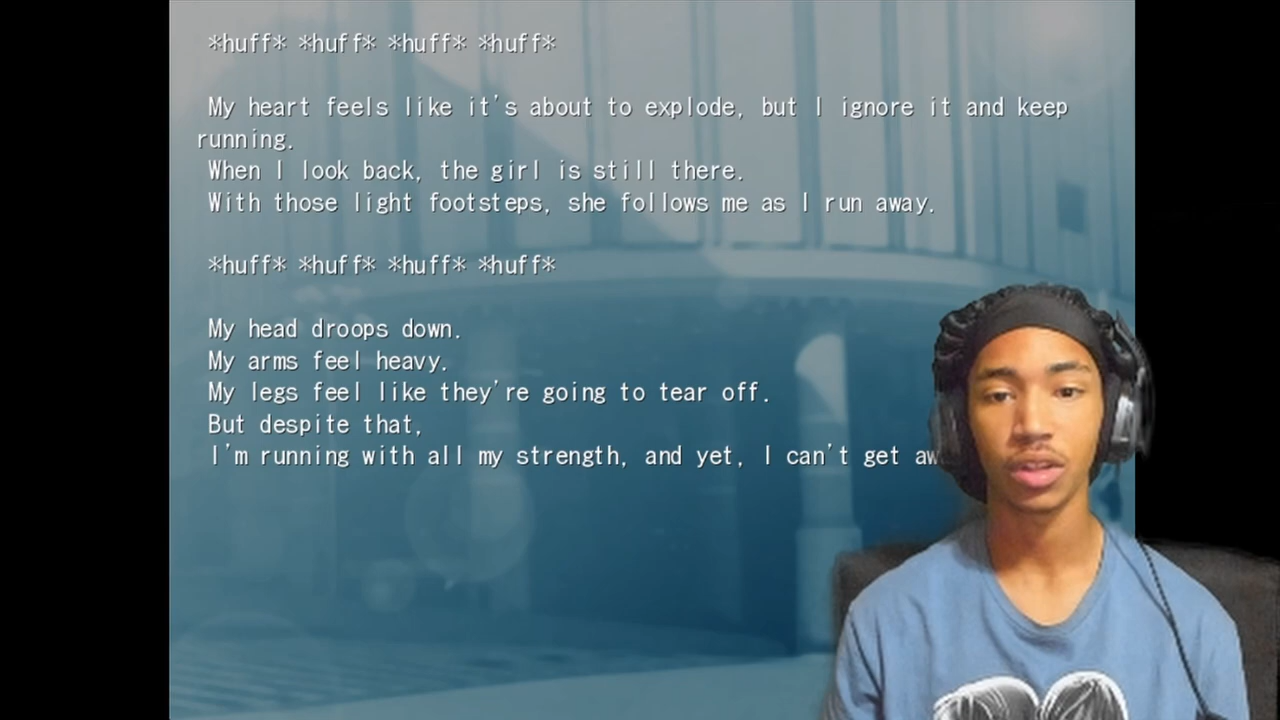 *huff* *huff* *huff* *huff*
My heart feels like it's about to explode, but I ignore it and keep
running.
When I look back, the girl is still there.
With those light footsteps, she follows me as I run away.
*huff* *huff* *huff* *huff*
My head droops down.
My arms feel heavy.
My legs feel like they're going to tear off.
But despite that,
I'm running with all my strength, and yet, I can't get